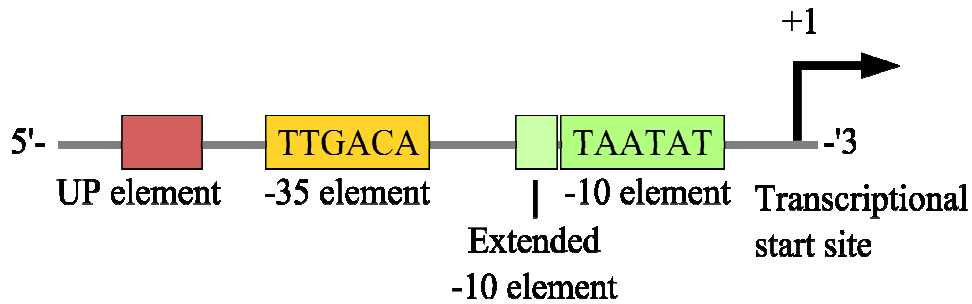 +1
5'-
TTGACA
TAATAT
-'3
UP element
-35 element
-10 element
Extended
-10 element
Transcriptional
start site